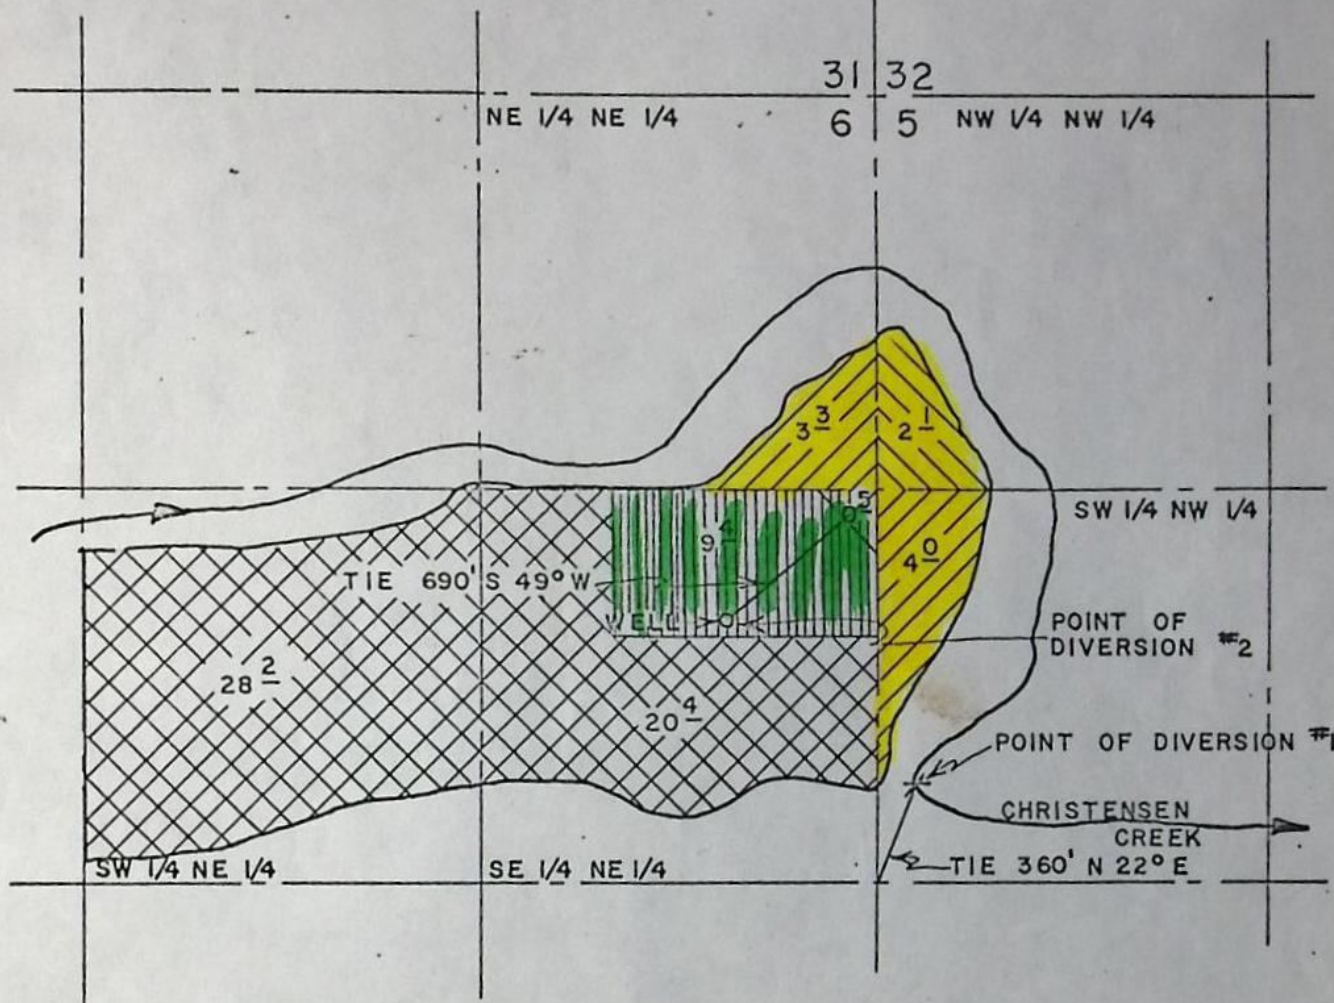 31 32
NE 1/4 NE 1/4
6 5 NW 1/4 NW 1/4
3 3
2 1
5
SW 1/4 NW 1/4
9 4
4 0
TIE 690' S 49° W
WELL
POINT OF
DIVERSION #2
28 2
20 4
POINT OF DIVERSION #1
CHRISTENSEN
CREEK
SW 1/4 NE 1/4
SE 1/4 NE 1/4
TIE 360' N 22° E